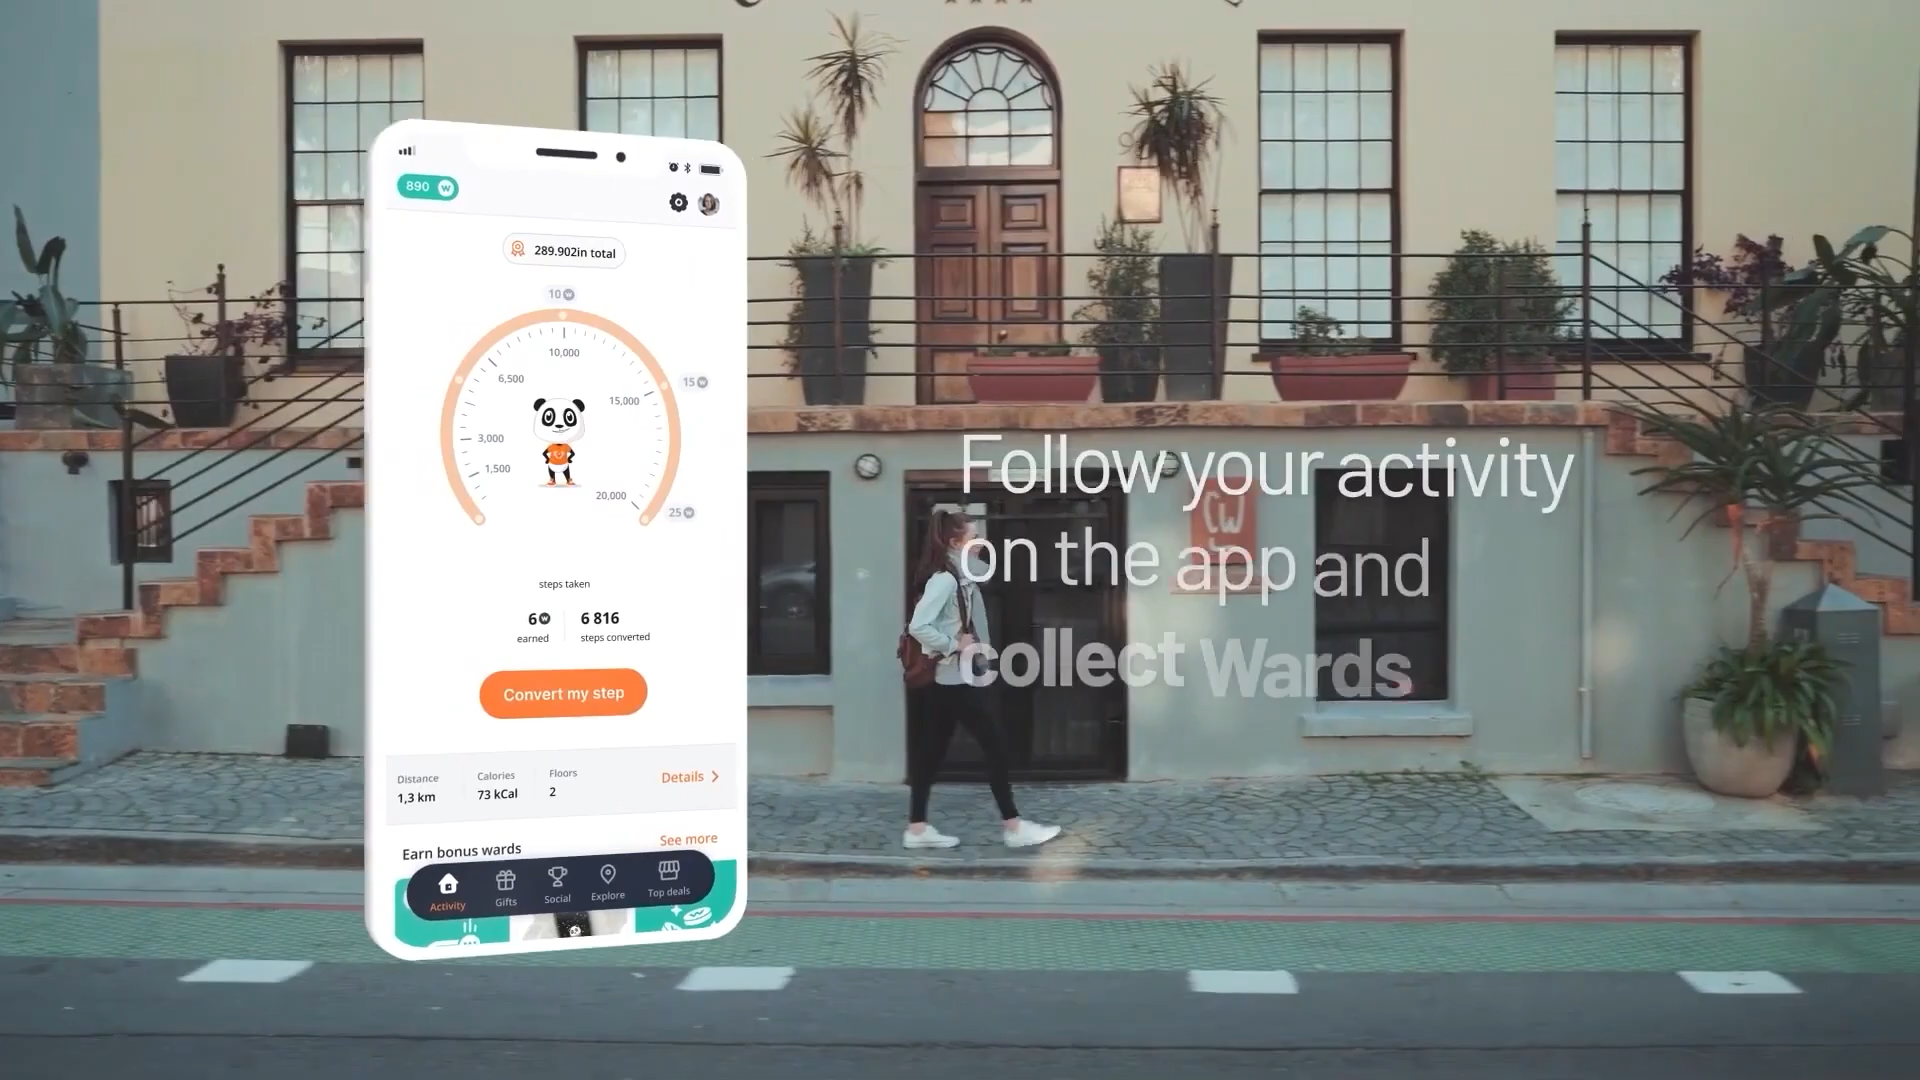 890 W
289.902in total
10 W
10,000
6,500
15 W
15,000
3,000
1,500
20,000
25 W
steps taken
6 W
earned
6 816
steps converted
Convert my step
Distance
1,3 km
Calories
73 kCal
Floors
2
Details
Earn bonus wards
See more
Activity
Gifts
Social
Explore
Top deals
Follow your activity
on the app and
collect Wards
CW